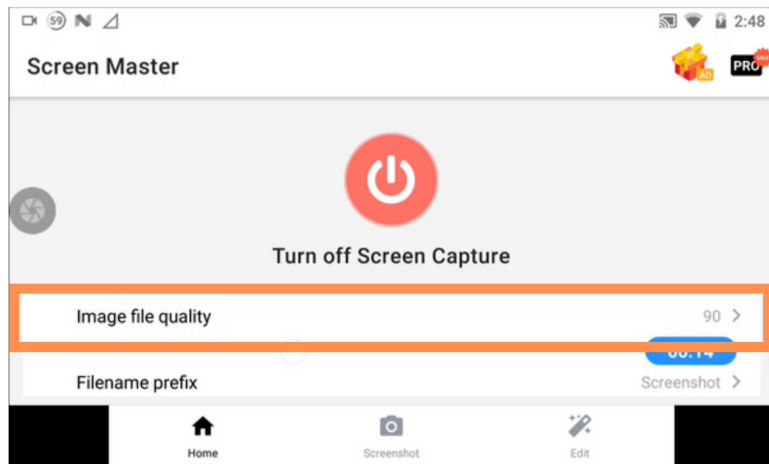 59 2:48
Screen Master
AD PRO SALE
Turn off Screen Capture
Image file quality 90
00:14
Filename prefix Screenshot
Home Screenshot Edit